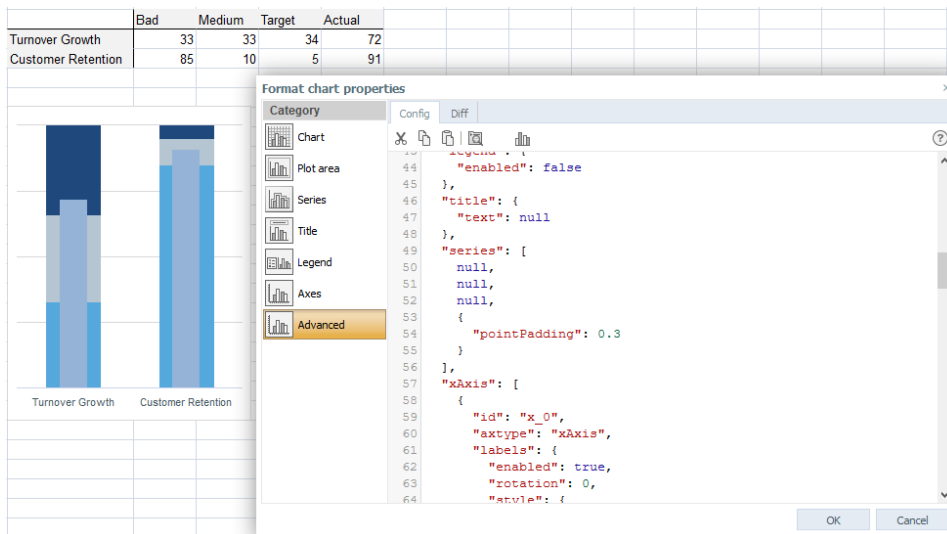 Bad Medium Target Actual
Turnover Growth 33 33 34 72
Customer Retention 85 10 5 91
Format chart properties
Category
Config Diff
Chart
Plot area
Series
Title
Legend
Axes
Advanced
43 "legend": {
44 "enabled": false
45 },
46 "title": {
47 "text": null
48 },
49 "series": [
50 null,
51 null,
52 null,
53 {
54 "pointPadding": 0.3
55 }
56 ],
57 "xAxis": [
58 {
59 "id": "x_0",
60 "axtype": "xAxis",
61 "labels": {
62 "enabled": true,
63 "rotation": 0,
64 "style": {
Turnover Growth Customer Retention
OK Cancel